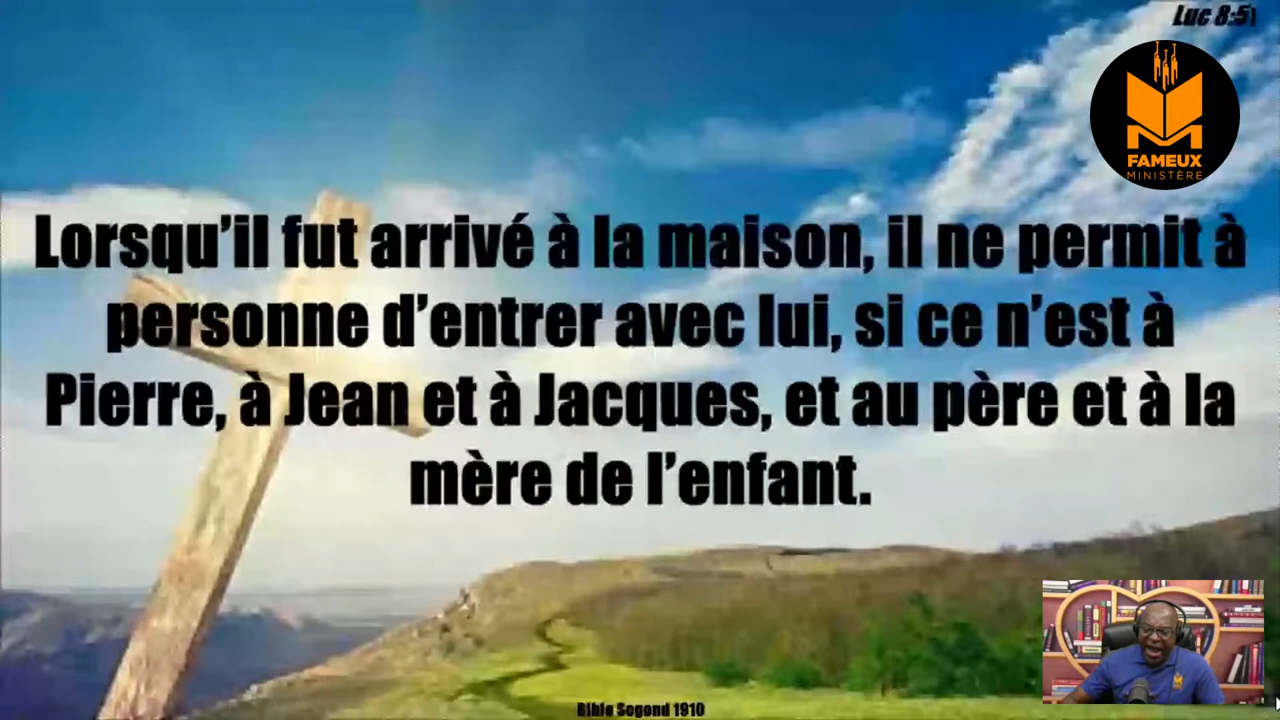 Luc 8:51
FAMEUX
MINISTÈRE
Lorsqu’il fut arrivé à la maison, il ne permit à
personne d’entrer avec lui, si ce n’est à
Pierre, à Jean et à Jacques, et au père et à la
mère de l’enfant.
Bible Segond 1910